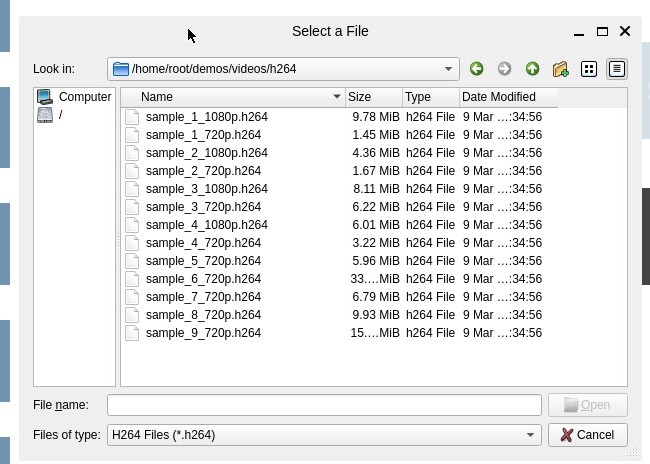 Select a File
Look in: /home/root/demos/videos/h264
Computer
/
Name Size Type Date Modified
sample_1_1080p.h264 9.78 MiB h264 File 9 Mar ...:34:56
sample_1_720p.h264 1.45 MiB h264 File 9 Mar ...:34:56
sample_2_1080p.h264 4.36 MiB h264 File 9 Mar ...:34:56
sample_2_720p.h264 1.67 MiB h264 File 9 Mar ...:34:56
sample_3_1080p.h264 8.11 MiB h264 File 9 Mar ...:34:56
sample_3_720p.h264 6.22 MiB h264 File 9 Mar ...:34:56
sample_4_1080p.h264 6.01 MiB h264 File 9 Mar ...:34:56
sample_4_720p.h264 3.22 MiB h264 File 9 Mar ...:34:56
sample_5_720p.h264 5.96 MiB h264 File 9 Mar ...:34:56
sample_6_720p.h264 33....MiB h264 File 9 Mar ...:34:56
sample_7_720p.h264 6.79 MiB h264 File 9 Mar ...:34:56
sample_8_720p.h264 9.93 MiB h264 File 9 Mar ...:34:56
sample_9_720p.h264 15....MiB h264 File 9 Mar ...:34:56
File name: Open
Files of type: H264 Files (*.h264) Cancel